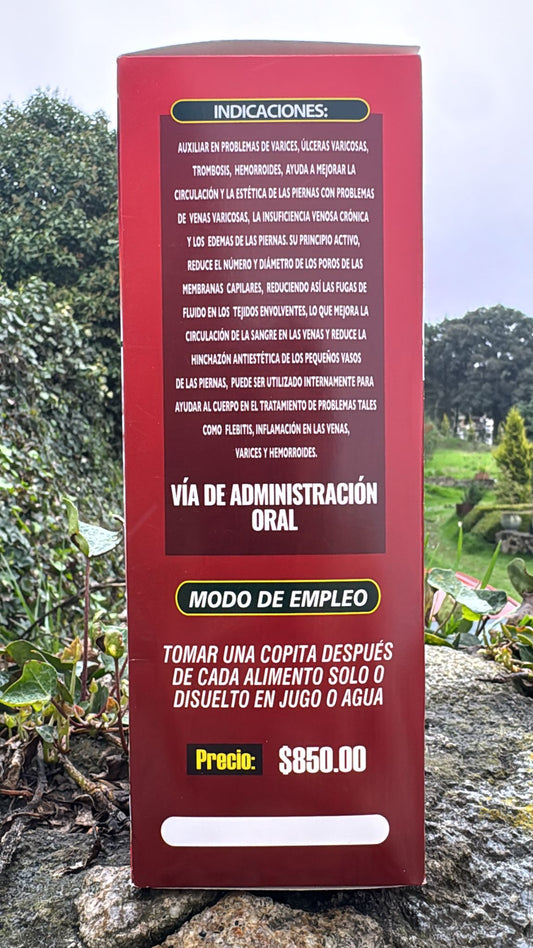 INDICACIONES:
AUXILIAR EN PROBLEMAS DE VARICES, ÚLCERAS VARICOSAS,
TROMBOSIS, HEMORROIDES, AYUDA A MEJORAR LA
CIRCULACIÓN Y LA ESTÉTICA DE LAS PIERNAS CON PROBLEMAS
DE VENAS VARICOSAS, LA INSUFICIENCIA VENOSA CRÓNICA
Y LOS EDEMAS DE LAS PIERNAS. SU PRINCIPIO ACTIVO,
REDUCE EL NÚMERO Y DIÁMETRO DE LOS POROS DE LAS
MEMBRANAS CAPILARES, REDUCIENDO ASÍ LAS FUGAS DE
FLUIDO EN LOS TEJIDOS ENVOLVENTES, LO QUE MEJORA LA
CIRCULACIÓN DE LA SANGRE EN LAS VENAS Y REDUCE LA
HINCHAZÓN ANTIESTÉTICA DE LOS PEQUEÑOS VASOS
DE LAS PIERNAS, PUEDE SER UTILIZADO INTERNAMENTE PARA
AYUDAR AL CUERPO EN EL TRATAMIENTO DE PROBLEMAS TALES
COMO FLEBITIS, INFLAMACIÓN EN LAS VENAS,
VARICES Y HEMORROIDES.
VÍA DE ADMINISTRACIÓN
ORAL
MODO DE EMPLEO
TOMAR UNA COPITA DESPUÉS
DE CADA ALIMENTO SOLO O
DISUELTO EN JUGO O AGUA
Precio: $850.00